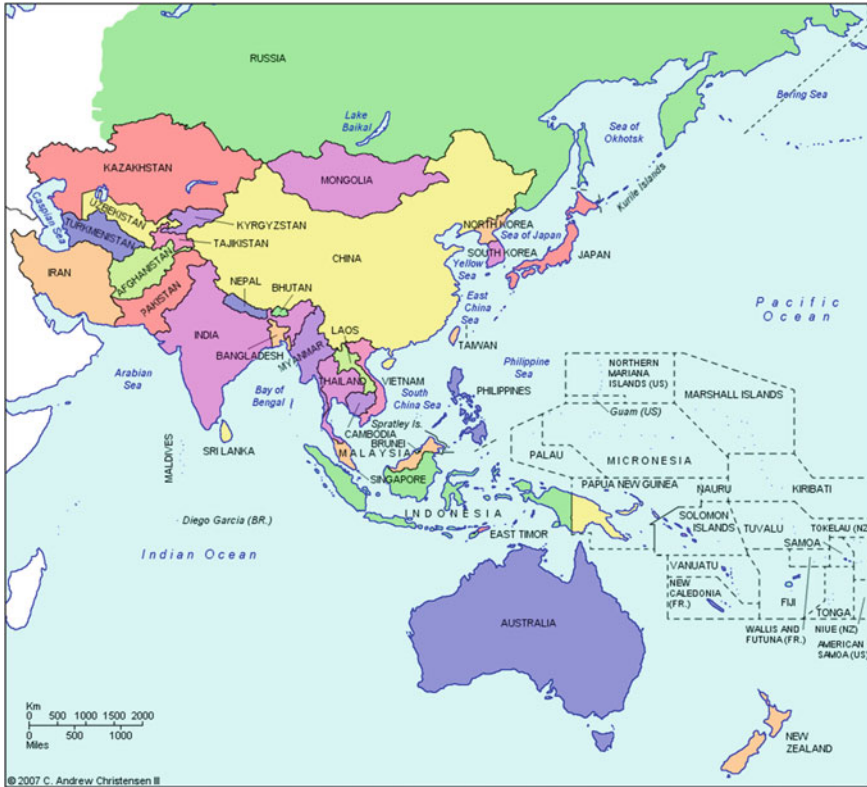 RUSSIA
Bering Sea
Lake
Baikal
Sea of
Okhotsk
KAZAKHSTAN
MONGOLIA
Kurile Islands
Caspian Sea
UZBEKISTAN
KYRGYZSTAN
NORTH KOREA
TURKMENISTAN
TAJIKISTAN
Sea of Japan
SOUTH KOREA
JAPAN
CHINA
Yellow
Sea
IRAN
AFGHANISTAN
NEPAL
BHUTAN
PAKISTAN
East
China
Sea
Pacific
Ocean
INDIA
LAOS
TAIWAN
BANGLADESH
MYANMAR
Arabian
Sea
Philippine
Sea
NORTHERN
MARIANA
ISLANDS (US)
THAILAND
VIETNAM
Bay of
Bengal
South
China Sea
PHILIPPINES
MARSHALL ISLANDS
Guam (US)
Spratley Is.
CAMBODIA
BRUNEI
SRI LANKA
MALAYSIA
PALAU
MICRONESIA
MALDIVES
SINGAPORE
PAPUA NEW GUINEA
NAURU
KIRIBATI
Diego Garcia (BR.)
INDONESIA
SOLOMON
ISLANDS
TUVALU
TOKELAU (NZ
EAST TIMOR
SAMOA
Indian Ocean
VANUATU
NEW
CALEDONIA
(FR.)
FIJI
TONGA
AUSTRALIA
WALLIS AND
FUTUNA (FR.)
NIUE (NZ)
AMERICAN
SAMOA (US)
Km
0 500 1000 1500 2000
0 500 1000
Miles
NEW
ZEALAND
© 2007 C. Andrew Christensen III